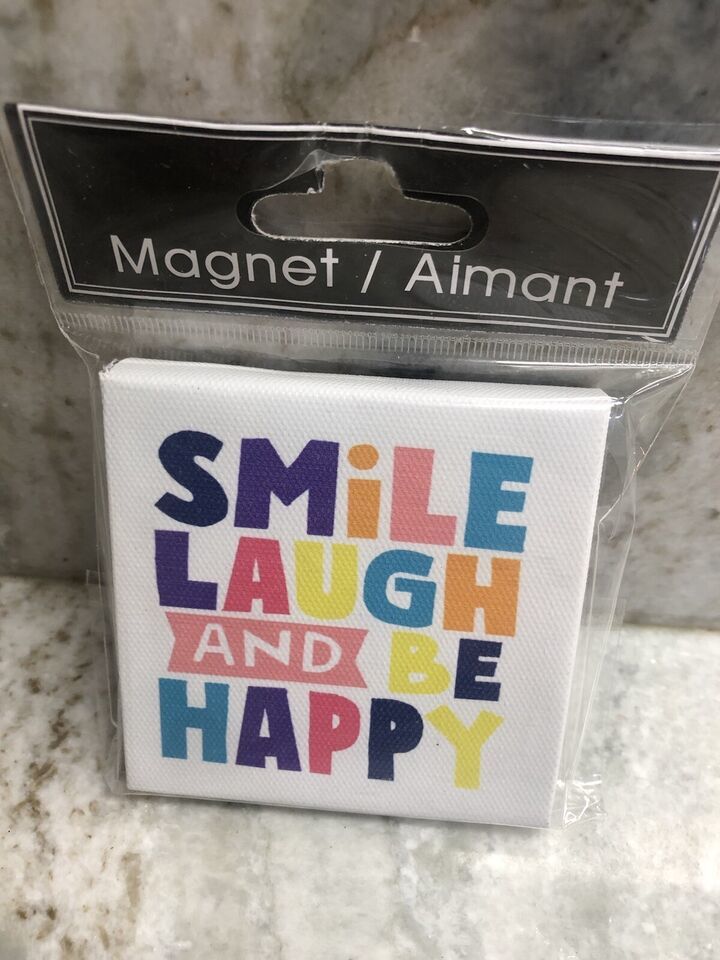 Magnet / Aimant
SMiLE
LAUGH
AND BE
HAPPY